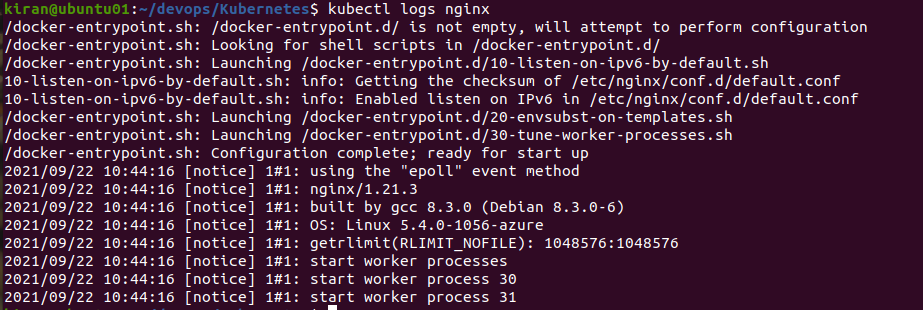 kiran@ubuntu01:~/devops/Kubernetes$ kubectl logs nginx
/docker-entrypoint.sh: /docker-entrypoint.d/ is not empty, will attempt to perform configuration
/docker-entrypoint.sh: Looking for shell scripts in /docker-entrypoint.d/
/docker-entrypoint.sh: Launching /docker-entrypoint.d/10-listen-on-ipv6-by-default.sh
10-listen-on-ipv6-by-default.sh: info: Getting the checksum of /etc/nginx/conf.d/default.conf
10-listen-on-ipv6-by-default.sh: info: Enabled listen on IPv6 in /etc/nginx/conf.d/default.conf
/docker-entrypoint.sh: Launching /docker-entrypoint.d/20-envsubst-on-templates.sh
/docker-entrypoint.sh: Launching /docker-entrypoint.d/30-tune-worker-processes.sh
/docker-entrypoint.sh: Configuration complete; ready for start up
2021/09/22 10:44:16 [notice] 1#1: using the "epoll" event method
2021/09/22 10:44:16 [notice] 1#1: nginx/1.21.3
2021/09/22 10:44:16 [notice] 1#1: built by gcc 8.3.0 (Debian 8.3.0-6)
2021/09/22 10:44:16 [notice] 1#1: OS: Linux 5.4.0-1056-azure
2021/09/22 10:44:16 [notice] 1#1: getrlimit(RLIMIT_NOFILE): 1048576:1048576
2021/09/22 10:44:16 [notice] 1#1: start worker processes
2021/09/22 10:44:16 [notice] 1#1: start worker process 30
2021/09/22 10:44:16 [notice] 1#1: start worker process 31